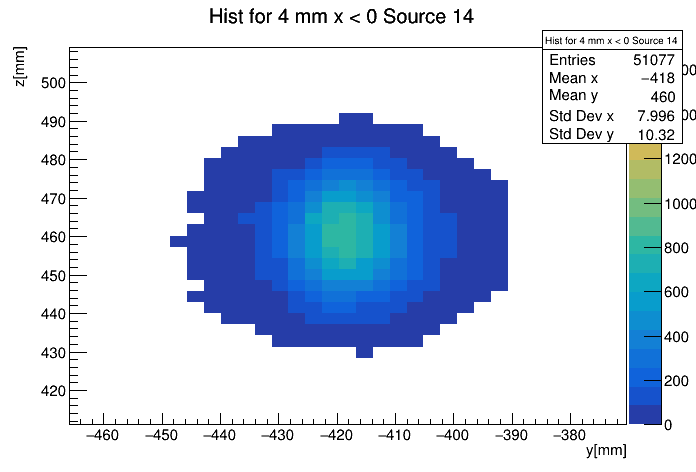 Hist for 4 mm x < 0 Source 14
Hist for 4 mm x < 0 Source 14
Entries 51077
Mean x −418
Mean y 460
Std Dev x 7.996
Std Dev y 10.32
z[mm]
500
490
480
470
460
450
440
430
420
−460 −450 −440 −430 −420 −410 −400 −390 −380
y[mm]
1200
1000
800
600
400
200
0